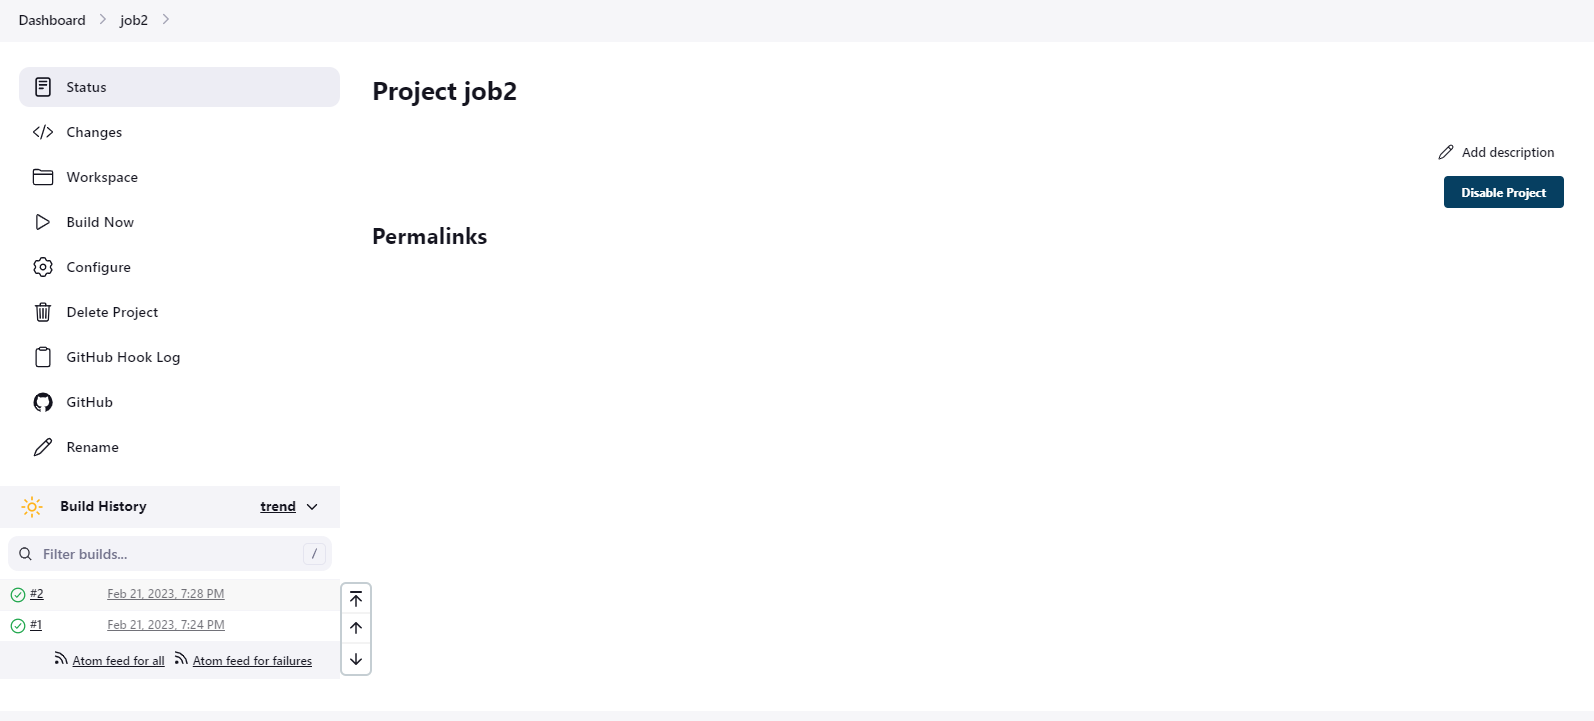 Dashboard
job2
Status
Changes
Workspace
Build Now
Configure
Delete Project
GitHub Hook Log
GitHub
Rename
Build History
trend
Filter builds...
/
#2
Feb 21, 2023, 7:28 PM
#1
Feb 21, 2023, 7:24 PM
Atom feed for all
Atom feed for failures
Project job2
Add description
Disable Project
Permalinks